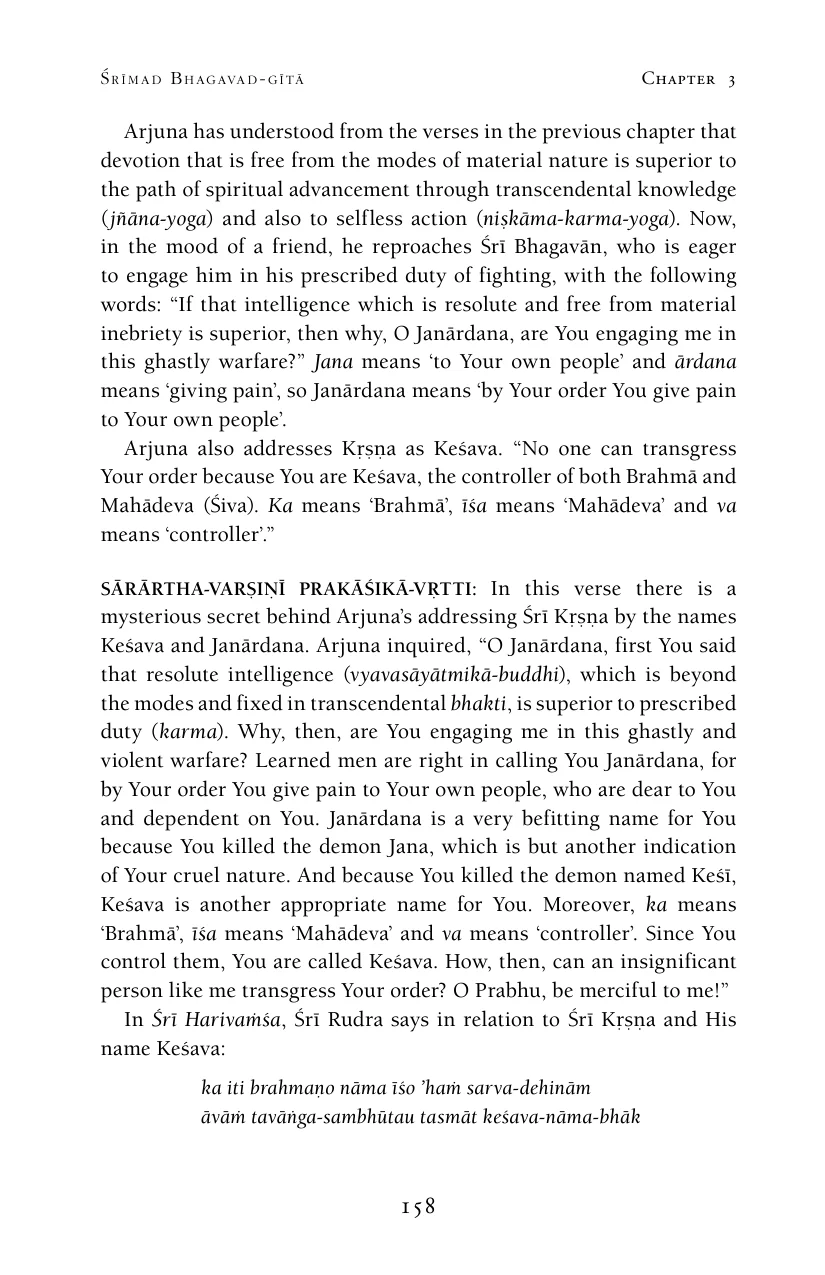 Śrīmad Bhagavad-gītā Chapter 3
Arjuna has understood from the verses in the previous chapter that
devotion that is free from the modes of material nature is superior to
the path of spiritual advancement through transcendental knowledge
(jñāna-yoga) and also to selfless action (niṣkāma-karma-yoga). Now,
in the mood of a friend, he reproaches Śrī Bhagavān, who is eager
to engage him in his prescribed duty of fighting, with the following
words: “If that intelligence which is resolute and free from material
inebriety is superior, then why, O Janārdana, are You engaging me in
this ghastly warfare?” Jana means ‘to Your own people’ and ārdana
means ‘giving pain’, so Janārdana means ‘by Your order You give pain
to Your own people’.
Arjuna also addresses Kṛṣṇa as Keśava. “No one can transgress
Your order because You are Keśava, the controller of both Brahmā and
Mahādeva (Śiva). Ka means ‘Brahmā’, īśa means ‘Mahādeva’ and va
means ‘controller’.”
SĀRĀRTHA-VARṢIṆĪ PRAKĀŚIKĀ-VṚTTI: In this verse there is a
mysterious secret behind Arjuna’s addressing Śrī Kṛṣṇa by the names
Keśava and Janārdana. Arjuna inquired, “O Janārdana, first You said
that resolute intelligence (vyavasāyātmikā-buddhi), which is beyond
the modes and fixed in transcendental bhakti, is superior to prescribed
duty (karma). Why, then, are You engaging me in this ghastly and
violent warfare? Learned men are right in calling You Janārdana, for
by Your order You give pain to Your own people, who are dear to You
and dependent on You. Janārdana is a very befitting name for You
because You killed the demon Jana, which is but another indication
of Your cruel nature. And because You killed the demon named Keśī,
Keśava is another appropriate name for You. Moreover, ka means
‘Brahmā’, īśa means ‘Mahādeva’ and va means ‘controller’. Since You
control them, You are called Keśava. How, then, can an insignificant
person like me transgress Your order? O Prabhu, be merciful to me!”
In Śrī Harivaṁśa, Śrī Rudra says in relation to Śrī Kṛṣṇa and His
name Keśava:
ka iti brahmaṇo nāma īśo ’haṁ sarva-dehinām
āvāṁ tavāṅga-sambhūtau tasmāt keśava-nāma-bhāk
158